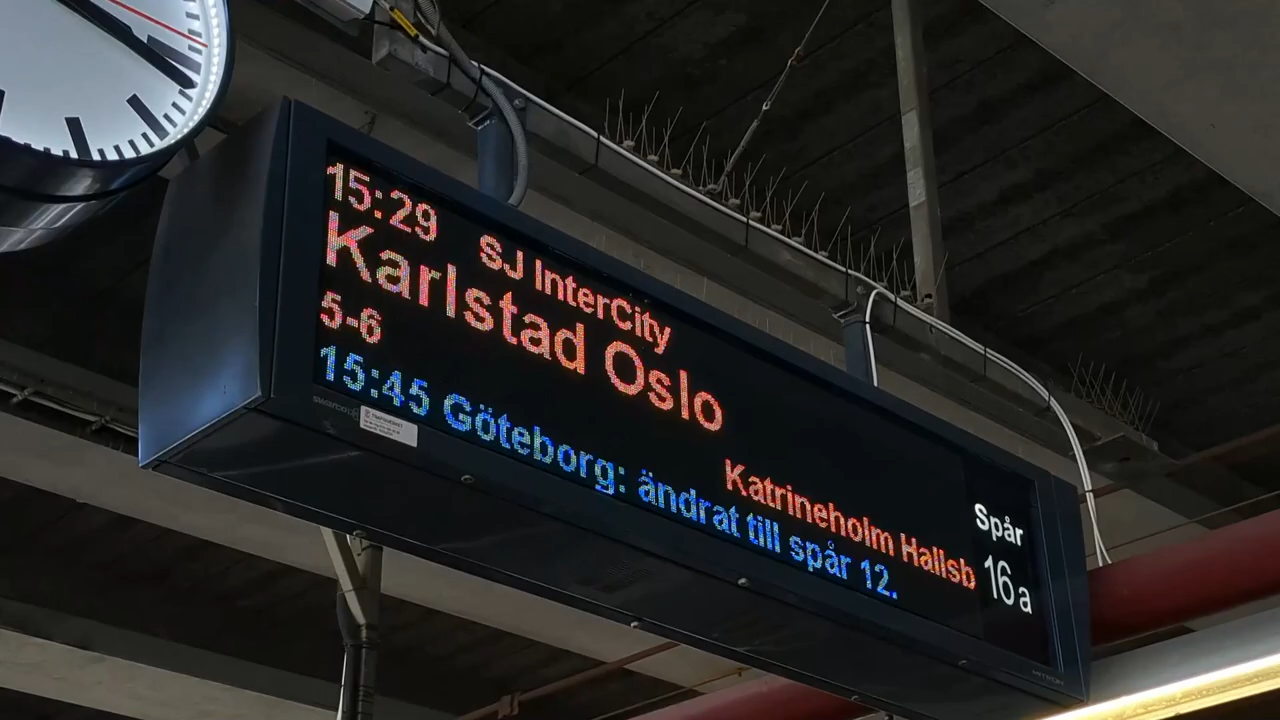 15:29 SJ InterCity
Karlstad Oslo
5-6 Katrineholm Hallsb
15:45 Göteborg: ändrat till spår 12.
Spår
16 a
swarco